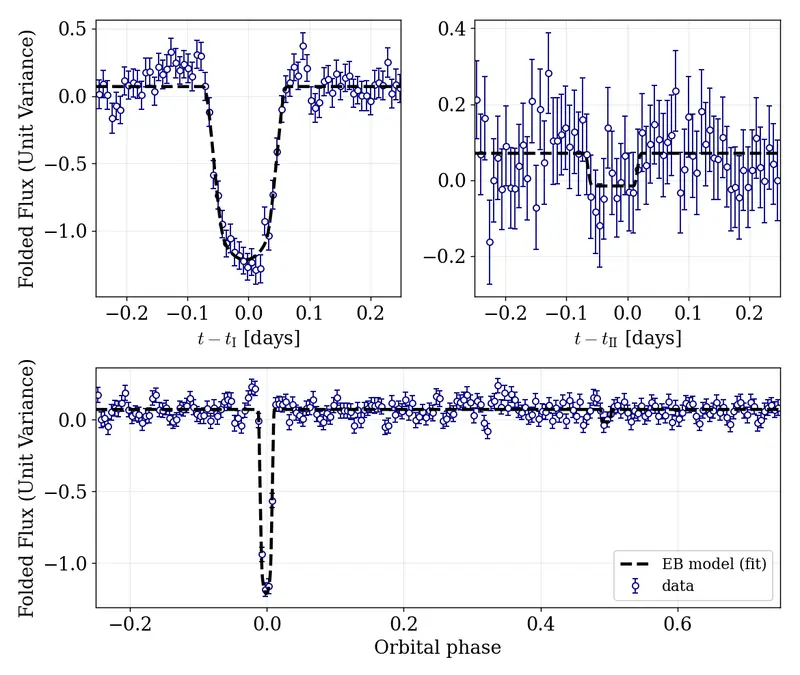 Folded Flux (Unit Variance)
0.5
0.0
−0.5
−1.0
−0.2 −0.1 0.0 0.1 0.2
t − tI [days]
0.4
0.2
0.0
−0.2
−0.2 −0.1 0.0 0.1 0.2
t − tII [days]
Folded Flux (Unit Variance)
0.0
−0.5
−1.0
EB model (fit)
data
−0.2 0.0 0.2 0.4 0.6
Orbital phase